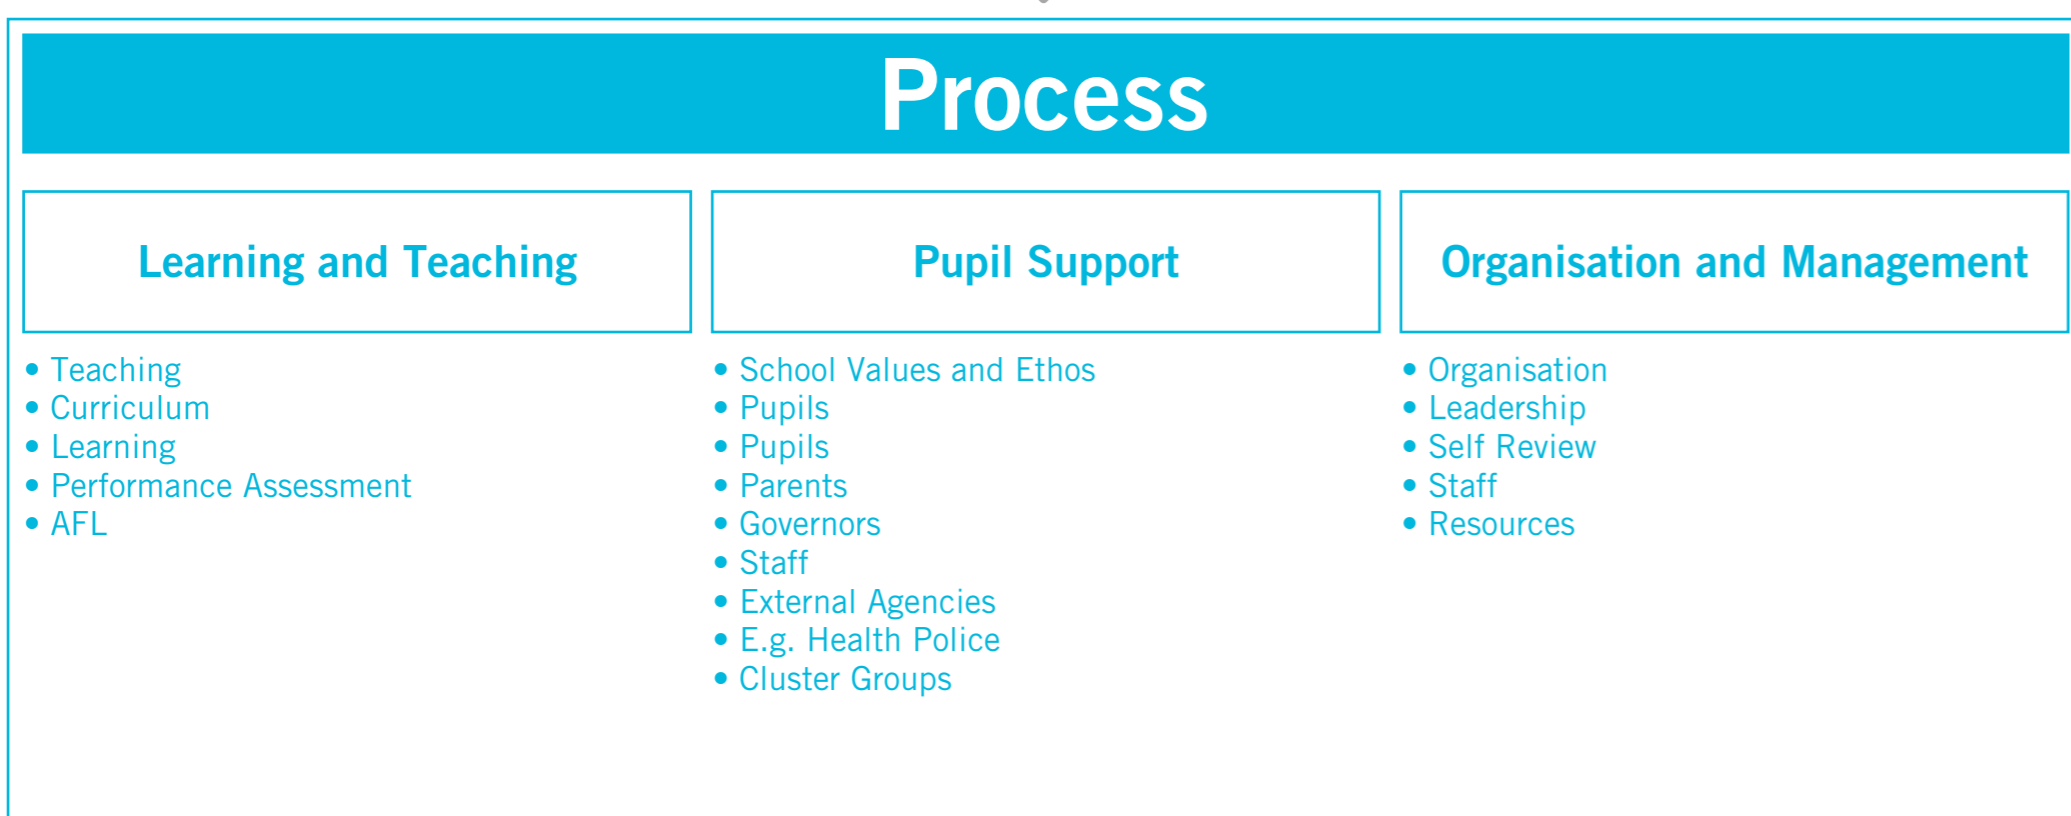 Process
Learning and Teaching
• Teaching
• Curriculum
• Learning
• Performance Assessment
• AFL
Pupil Support
• School Values and Ethos
• Pupils
• Pupils
• Parents
• Governors
• Staff
• External Agencies
• E.g. Health Police
• Cluster Groups
Organisation and Management
• Organisation
• Leadership
• Self Review
• Staff
• Resources